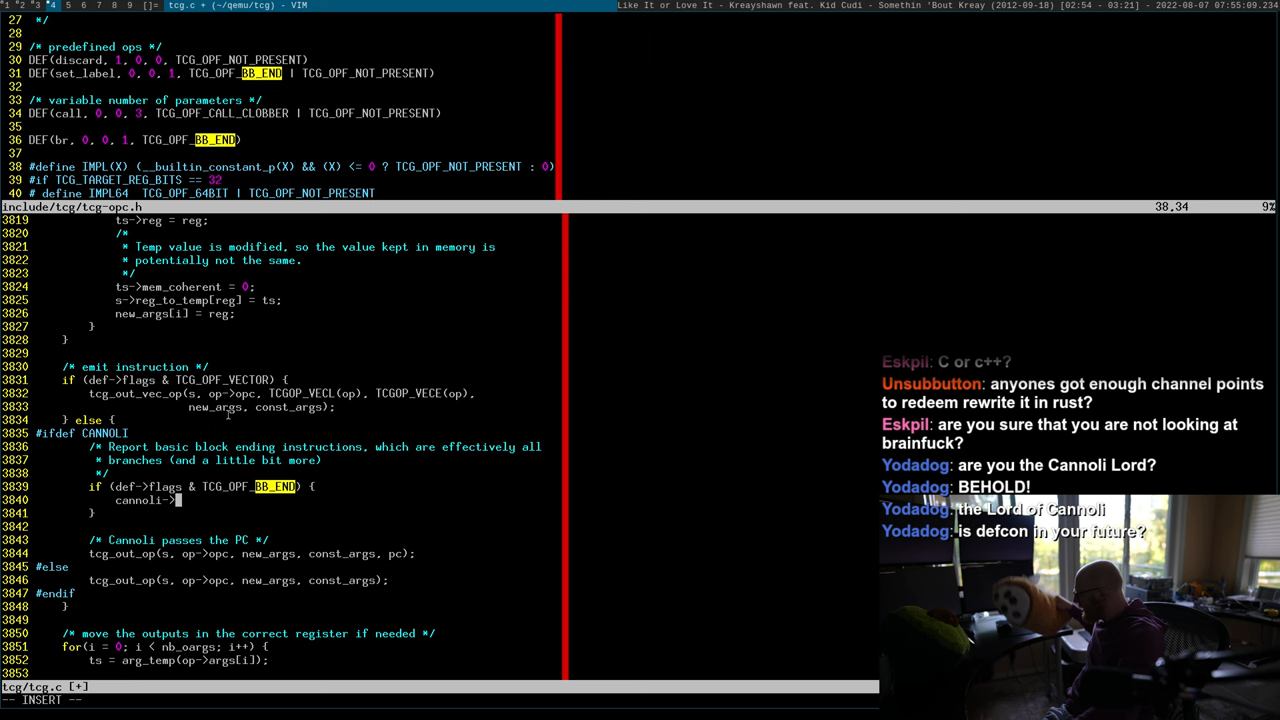 1 2 3 4 5 6 7 8 9 []= tcg.c + (~/qemu/tcg) - VIM Like It or Love It - Kreayshawn feat. Kid Cudi - Somethin 'Bout Kreay (2012-09-18) [02:54 - 03:21] - 2022-08-07 07:55:09.234
27 */
28
29 /* predefined ops */
30 DEF(discard, 1, 0, 0, TCG_OPF_NOT_PRESENT)
31 DEF(set_label, 0, 0, 1, TCG_OPF_BB_END | TCG_OPF_NOT_PRESENT)
32
33 /* variable number of parameters */
34 DEF(call, 0, 0, 3, TCG_OPF_CALL_CLOBBER | TCG_OPF_NOT_PRESENT)
35
36 DEF(br, 0, 0, 1, TCG_OPF_BB_END)
37
38 #define IMPL(X) (__builtin_constant_p(X) && (X) <= 0 ? TCG_OPF_NOT_PRESENT : 0)
39 #if TCG_TARGET_REG_BITS == 32
40 # define IMPL64  TCG_OPF_64BIT | TCG_OPF_NOT_PRESENT
include/tcg/tcg-opc.h 38,34 9%
3819             ts->reg = reg;
3820             /*
3821              * Temp value is modified, so the value kept in memory is
3822              * potentially not the same.
3823              */
3824             ts->mem_coherent = 0;
3825             s->reg_to_temp[reg] = ts;
3826             new_args[i] = reg;
3827         }
3828     }
3829
3830     /* emit instruction */
3831     if (def->flags & TCG_OPF_VECTOR) {
3832         tcg_out_vec_op(s, op->opc, TCGOP_VECL(op), TCGOP_VECE(op),
3833                        new_args, const_args);
3834     } else {
3835 #ifdef CANNOLI
3836         /* Report basic block ending instructions, which are effectively all
3837          * branches (and a little bit more)
3838          */
3839         if (def->flags & TCG_OPF_BB_END) {
3840             cannoli->
3841         }
3842
3843         /* Cannoli passes the PC */
3844         tcg_out_op(s, op->opc, new_args, const_args, pc);
3845 #else
3846         tcg_out_op(s, op->opc, new_args, const_args);
3847 #endif
3848     }
3849
3850     /* move the outputs in the correct register if needed */
3851     for(i = 0; i < nb_oargs; i++) {
3852         ts = arg_temp(op->args[i]);
3853
tcg/tcg.c [+]
-- INSERT --
Eskpil: C or c++?
Unsubbutton: anyones got enough channel points
to redeem rewrite it in rust?
Eskpil: are you sure that you are not looking at
brainfuck?
Yodadog: are you the Cannoli Lord?
Yodadog: BEHOLD!
Yodadog: the Lord of Cannoli
Yodadog: is defcon in your future?